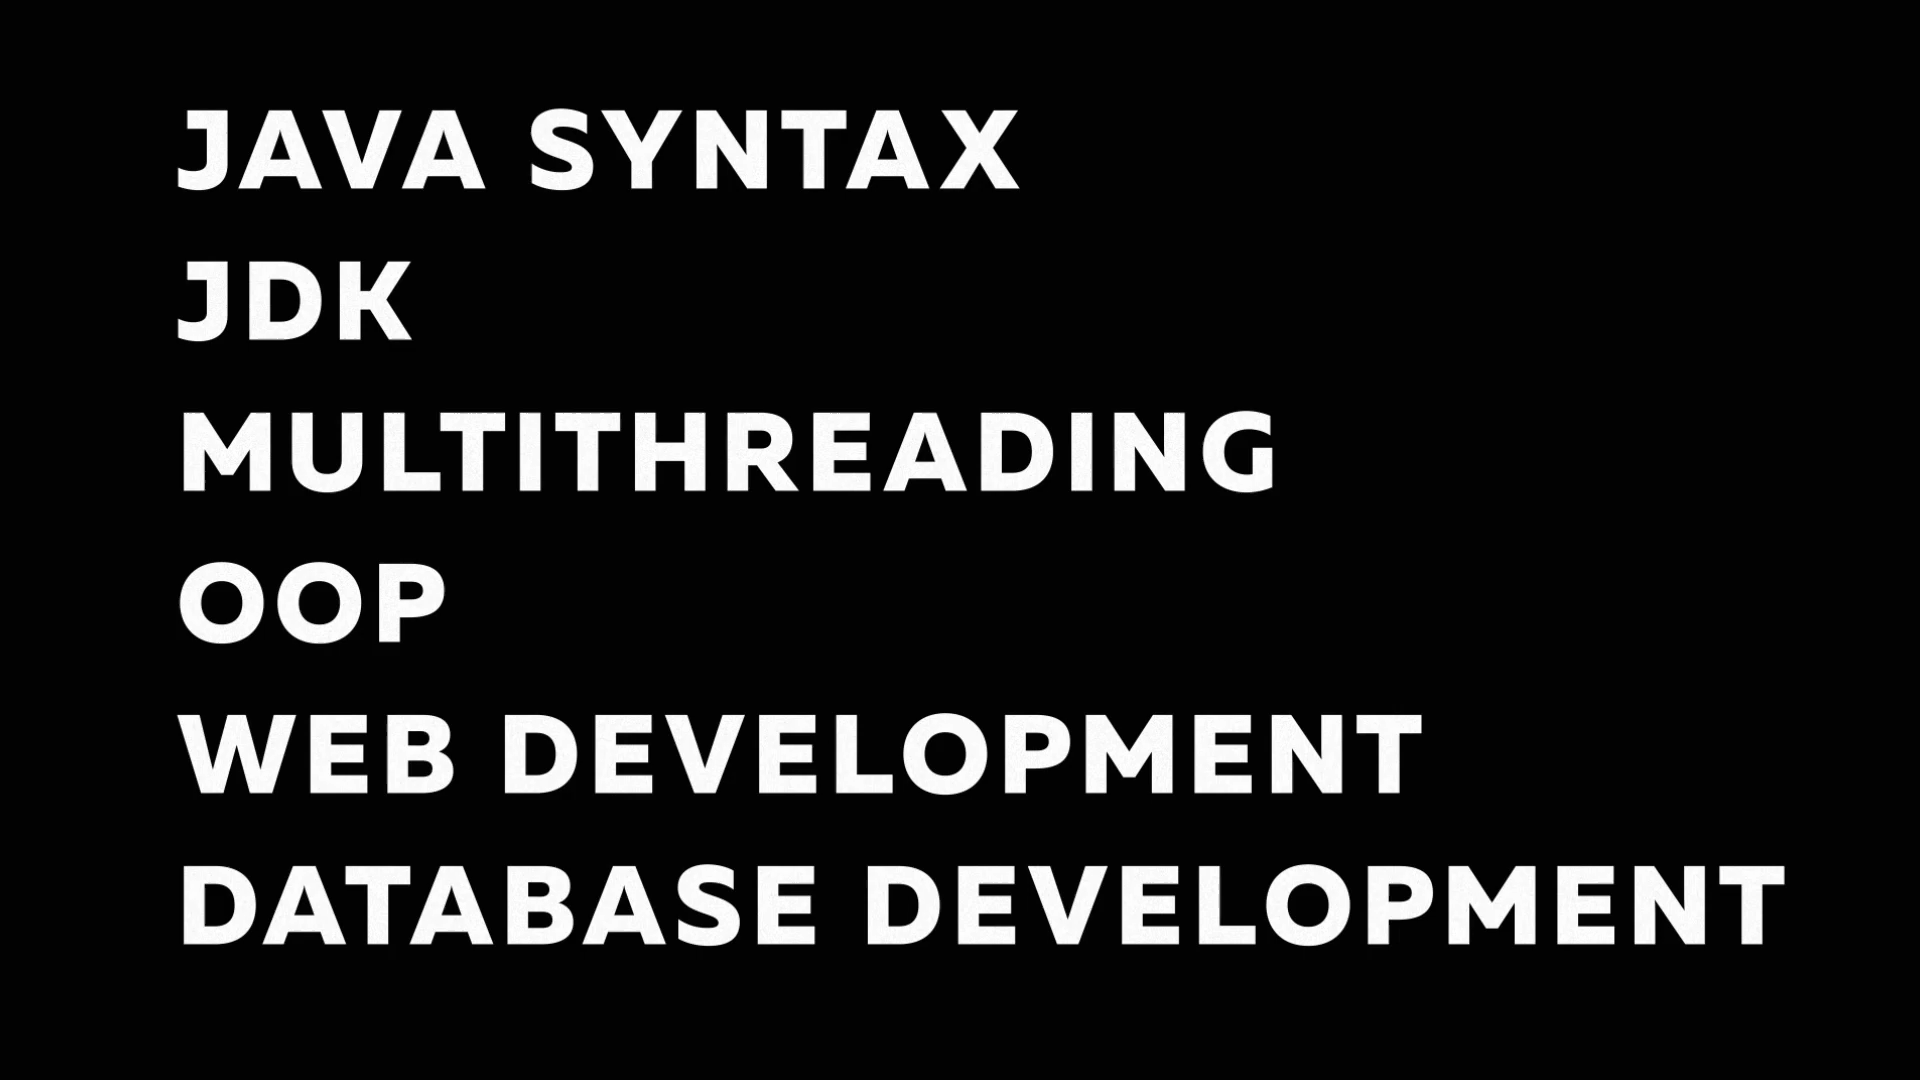 JAVA SYNTAX
JDK
MULTITHREADING
OOP
WEB DEVELOPMENT
DATABASE DEVELOPMENT